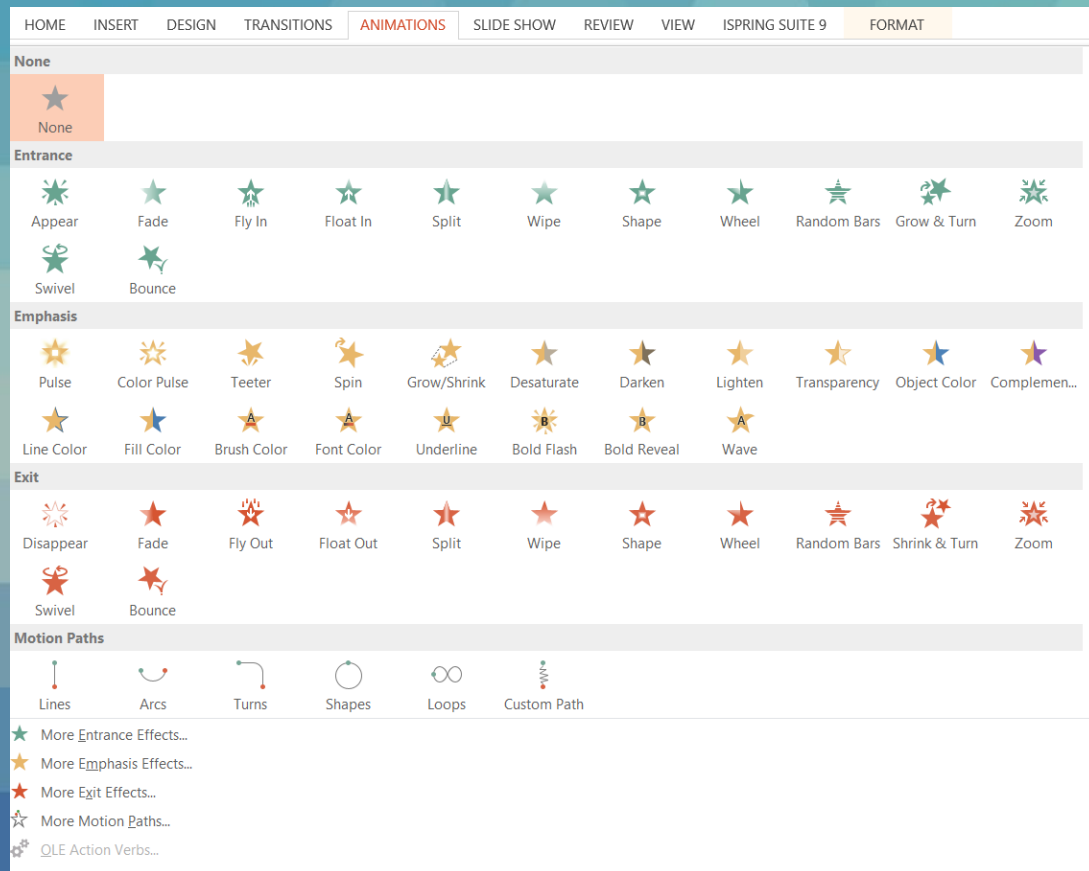 HOME INSERT DESIGN TRANSITIONS ANIMATIONS SLIDE SHOW REVIEW VIEW ISPRING SUITE 9 FORMAT
None
None
Entrance
Appear Fade Fly In Float In Split Wipe Shape Wheel Random Bars Grow & Turn Zoom
Swivel Bounce
Emphasis
Pulse Color Pulse Teeter Spin Grow/Shrink Desaturate Darken Lighten Transparency Object Color Complemen...
A A U B B A
Line Color Fill Color Brush Color Font Color Underline Bold Flash Bold Reveal Wave
Exit
Disappear Fade Fly Out Float Out Split Wipe Shape Wheel Random Bars Shrink & Turn Zoom
Swivel Bounce
Motion Paths
Lines Arcs Turns Shapes Loops Custom Path
More Entrance Effects...
More Emphasis Effects...
More Exit Effects...
More Motion Paths...
OLE Action Verbs...